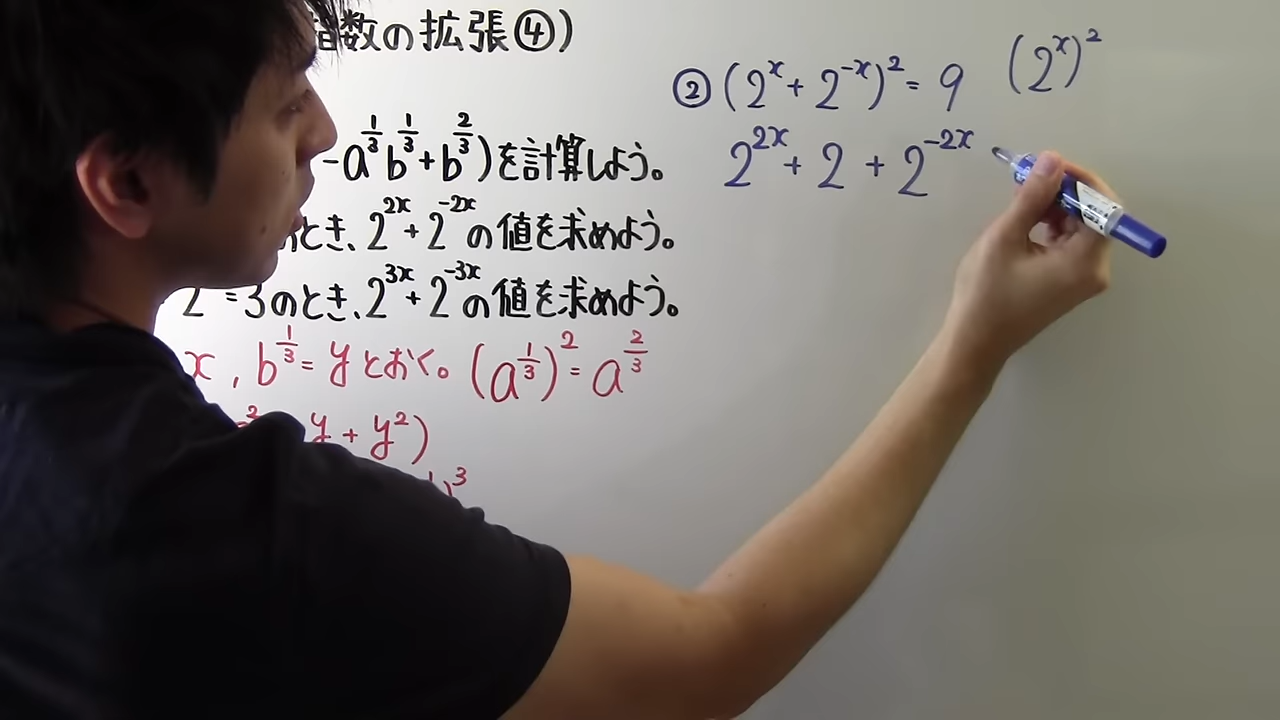 数の拡張④)
-a^{1/3}b^{1/3}+b^{2/3})を計算しよう。
のとき、2^{2x}+2^{-2x}の値を求めよう。
2 =3のとき、2^{3x}+2^{-3x}の値を求めよう。
x, b^{1/3}=yとおく。(a^{1/3})^2=a^{2/3}
y+y^2)
)^3
②(2^x+2^{-x})^2=9
(2^x)^2
2^{2x}+2+2^{-2x}